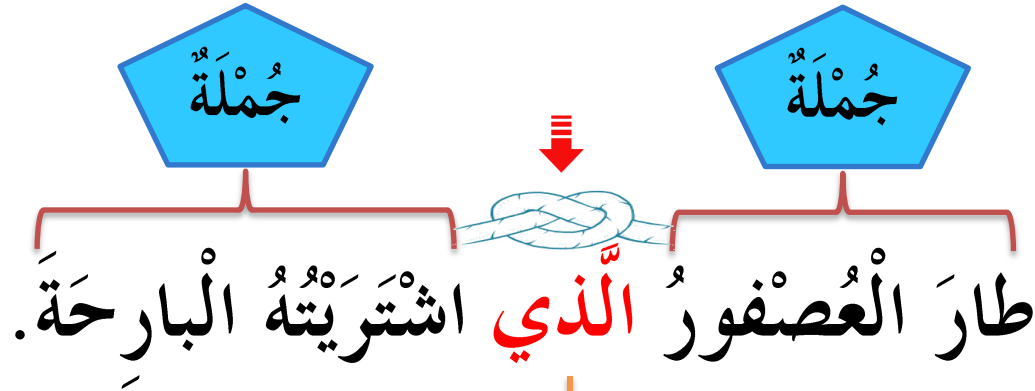 جُمْلَةٌ
جُمْلَةٌ
طارَ الْعُصْفورُ الَّذي اشْتَرَيْتُهُ الْبارِحَةَ.